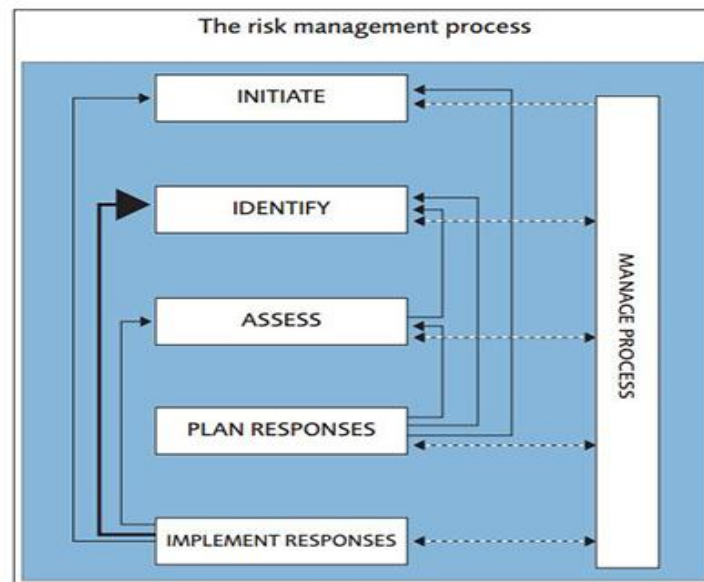 The risk management process
INITIATE
IDENTIFY
ASSESS
PLAN RESPONSES
IMPLEMENT RESPONSES
MANAGE PROCESS